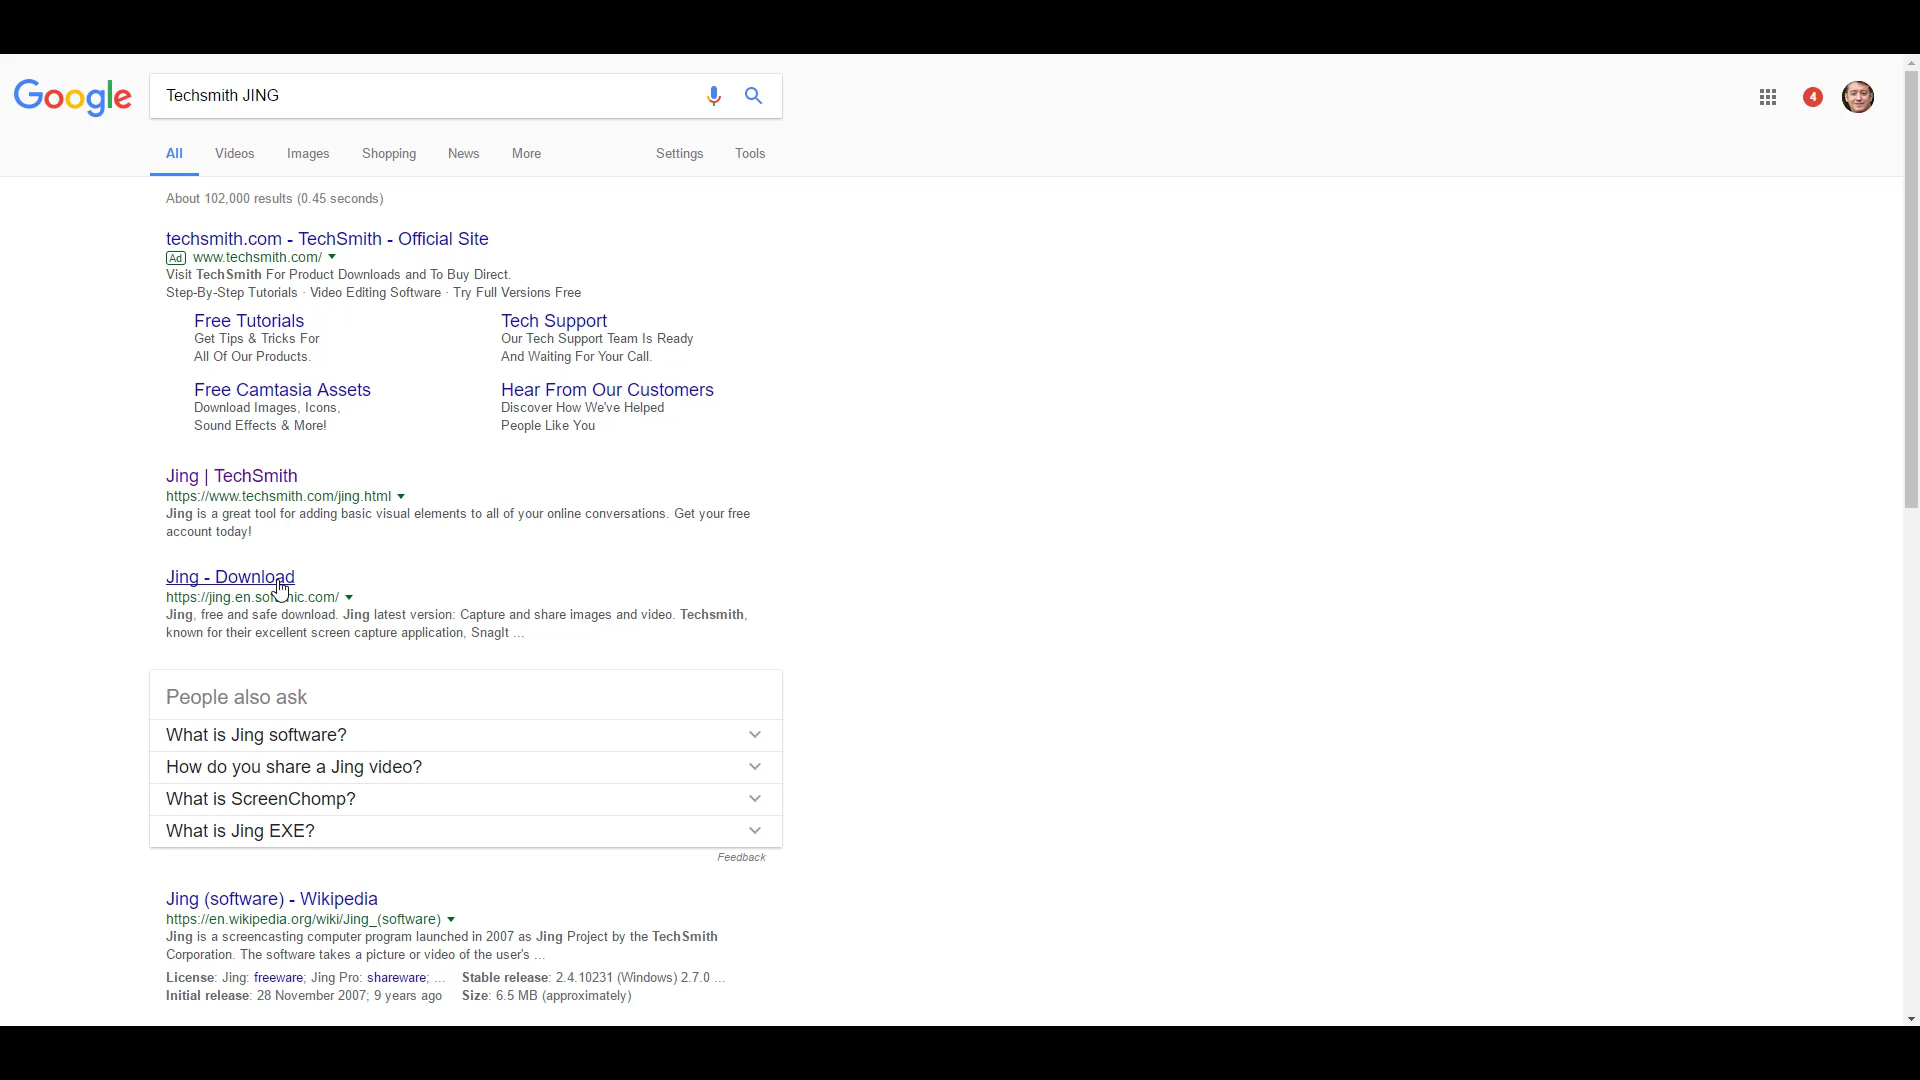 Google
Techsmith JING
4
All Videos Images Shopping News More Settings Tools
About 102,000 results (0.45 seconds)
techsmith.com - TechSmith - Official Site
Ad www.techsmith.com/
Visit TechSmith For Product Downloads and To Buy Direct.
Step-By-Step Tutorials · Video Editing Software · Try Full Versions Free
Free Tutorials
Get Tips & Tricks For
All Of Our Products.
Tech Support
Our Tech Support Team Is Ready
And Waiting For Your Call.
Free Camtasia Assets
Download Images, Icons,
Sound Effects & More!
Hear From Our Customers
Discover How We've Helped
People Like You
Jing | TechSmith
https://www.techsmith.com/jing.html
Jing is a great tool for adding basic visual elements to all of your online conversations. Get your free
account today!
Jing - Download
Jing, free and safe download. Jing latest version: Capture and share images and video. Techsmith,
known for their excellent screen capture application, SnagIt ...
People also ask
What is Jing software?
How do you share a Jing video?
What is ScreenChomp?
What is Jing EXE?
Feedback
Jing (software) - Wikipedia
https://en.wikipedia.org/wiki/Jing_(software)
Jing is a screencasting computer program launched in 2007 as Jing Project by the TechSmith
Corporation. The software takes a picture or video of the user's ...
License: Jing: freeware; Jing Pro: shareware; ... Stable release: 2.4.10231 (Windows) 2.7.0 ...
Initial release: 28 November 2007; 9 years ago Size: 6.5 MB (approximately)